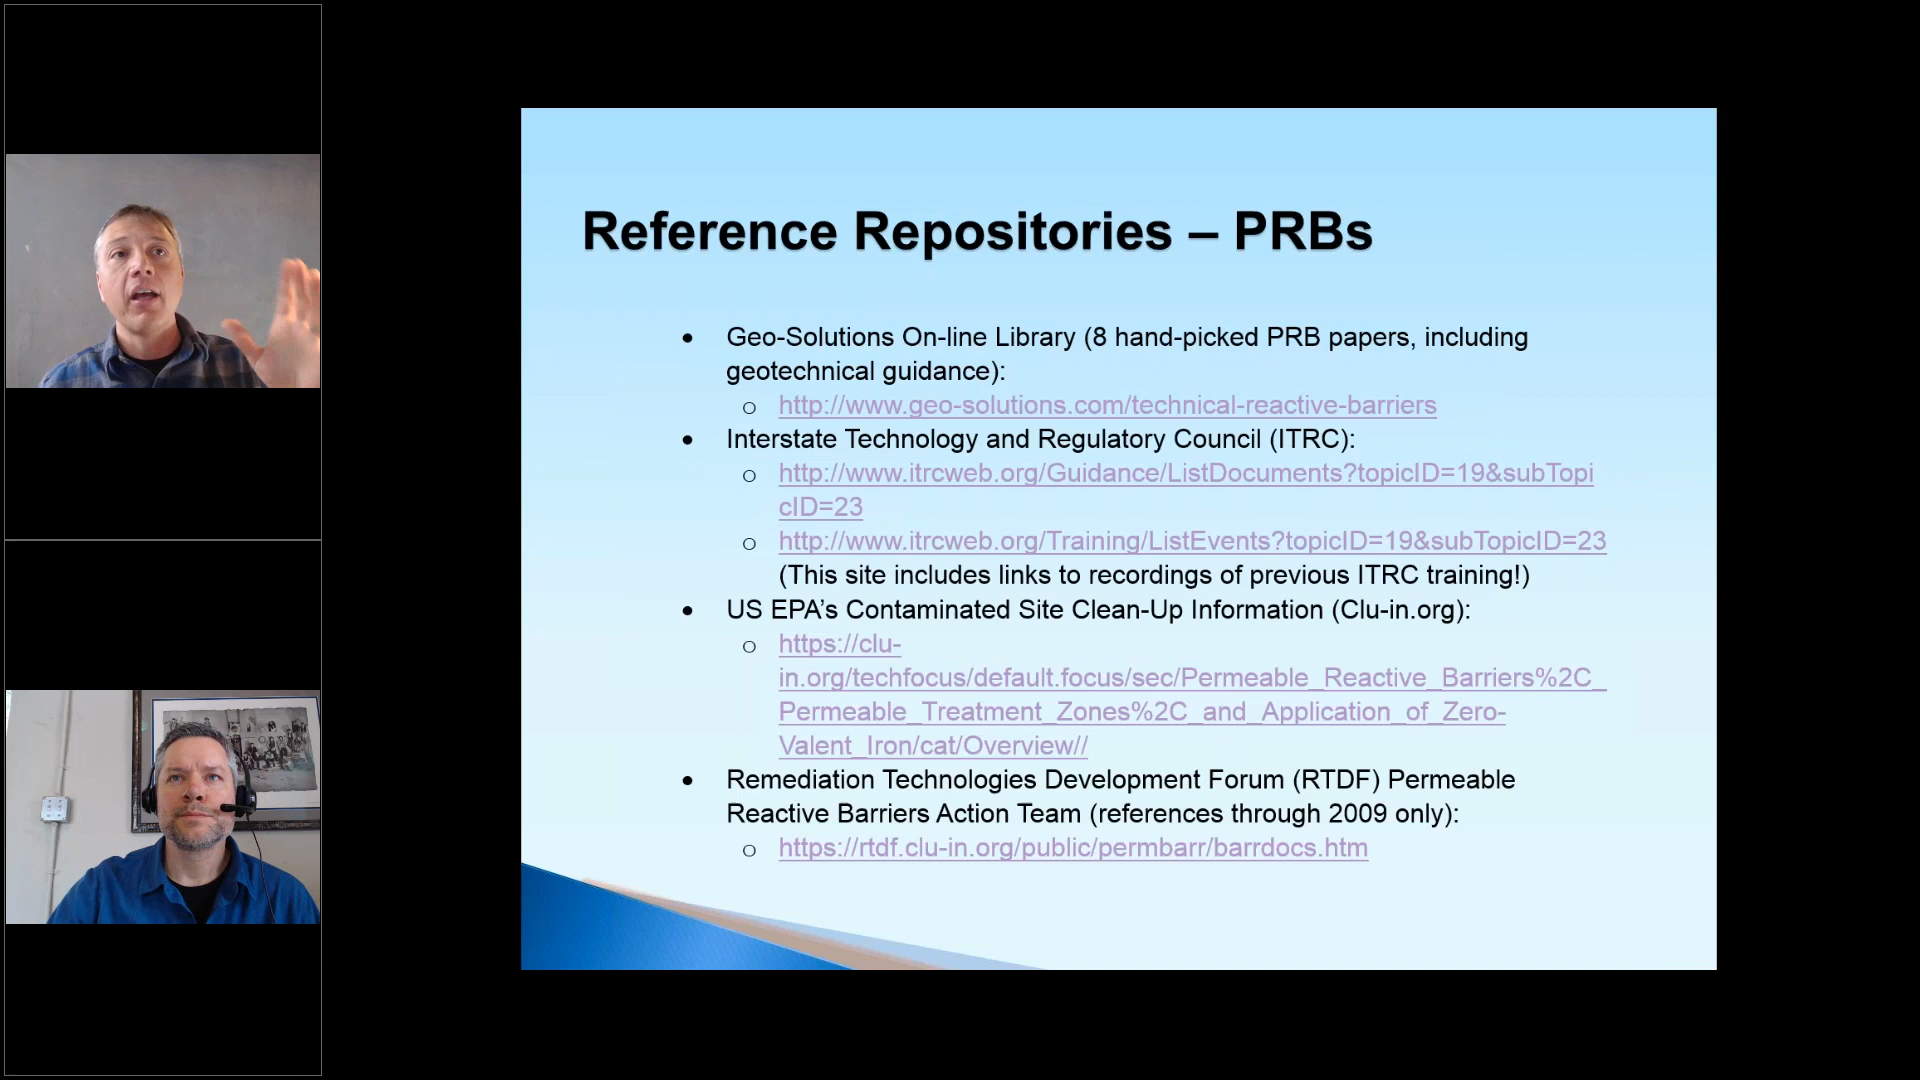 Reference Repositories – PRBs
• Geo-Solutions On-line Library (8 hand-picked PRB papers, including
geotechnical guidance):
o http://www.geo-solutions.com/technical-reactive-barriers
• Interstate Technology and Regulatory Council (ITRC):
o http://www.itrcweb.org/Guidance/ListDocuments?topicID=19&subTopi
cID=23
o http://www.itrcweb.org/Training/ListEvents?topicID=19&subTopicID=23
(This site includes links to recordings of previous ITRC training!)
• US EPA’s Contaminated Site Clean-Up Information (Clu-in.org):
o https://clu-
in.org/techfocus/default.focus/sec/Permeable_Reactive_Barriers%2C_
Permeable_Treatment_Zones%2C_and_Application_of_Zero-
Valent_Iron/cat/Overview//
• Remediation Technologies Development Forum (RTDF) Permeable
Reactive Barriers Action Team (references through 2009 only):
o https://rtdf.clu-in.org/public/permbarr/barrdocs.htm